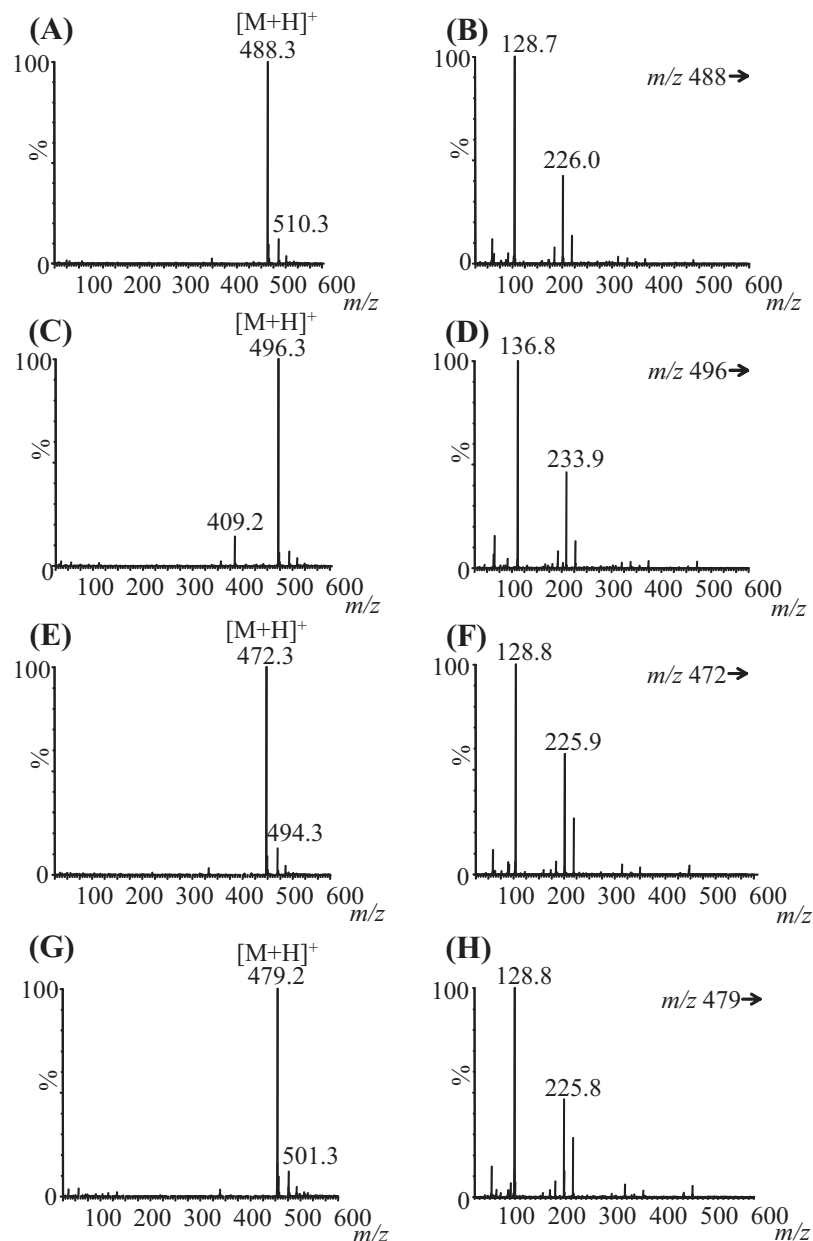 (A)
[M+H]+
488.3
100
%
510.3
0
100 200 300 400 500 600
m/z
(B)
128.7
100
m/z 488→
%
226.0
0
100 200 300 400 500 600
m/z
(C)
[M+H]+
496.3
100
%
409.2
0
100 200 300 400 500 600
m/z
(D)
136.8
100
m/z 496→
%
233.9
0
100 200 300 400 500 600
m/z
(E)
[M+H]+
472.3
100
%
494.3
0
100 200 300 400 500 600
m/z
(F)
128.8
100
m/z 472→
%
225.9
0
100 200 300 400 500 600
m/z
(G)
[M+H]+
479.2
100
%
501.3
0
100 200 300 400 500 600
m/z
(H)
128.8
100
m/z 479→
%
225.8
0
100 200 300 400 500 600
m/z